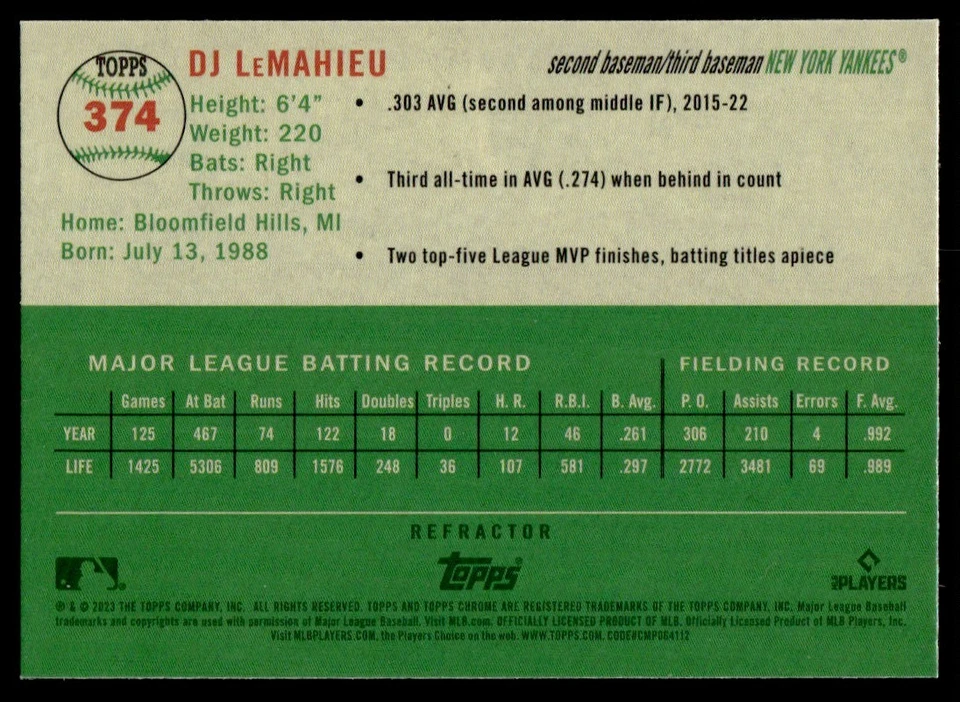 TOPPS
374
DJ LeMAHIEU
second baseman/third baseman NEW YORK YANKEES®
Height: 6'4"
Weight: 220
Bats: Right
Throws: Right
Home: Bloomfield Hills, MI
Born: July 13, 1988
• .303 AVG (second among middle IF), 2015-22
• Third all-time in AVG (.274) when behind in count
• Two top-five League MVP finishes, batting titles apiece
MAJOR LEAGUE BATTING RECORD FIELDING RECORD
Games At Bat Runs Hits Doubles Triples H. R. R.B.I. B. Avg. P. O. Assists Errors F. Avg.
YEAR 125 467 74 122 18 0 12 46 .261 306 210 4 .992
LIFE 1425 5306 809 1576 248 36 107 581 .297 2772 3481 69 .989
REFRACTOR
Topps®
PLAYERS
® & © 2023 THE TOPPS COMPANY, INC. ALL RIGHTS RESERVED. TOPPS AND TOPPS CHROME ARE REGISTERED TRADEMARKS OF THE TOPPS COMPANY, INC. Major League Baseball
trademarks and copyrights are used with permission of Major League Baseball. Visit MLB.com. OFFICIALLY LICENSED PRODUCT OF MLB. Officially Licensed Product of MLB Players, Inc.
Visit MLBPLAYERS.COM, the Players Choice on the web. WWW.TOPPS.COM. CODE#CMP064112